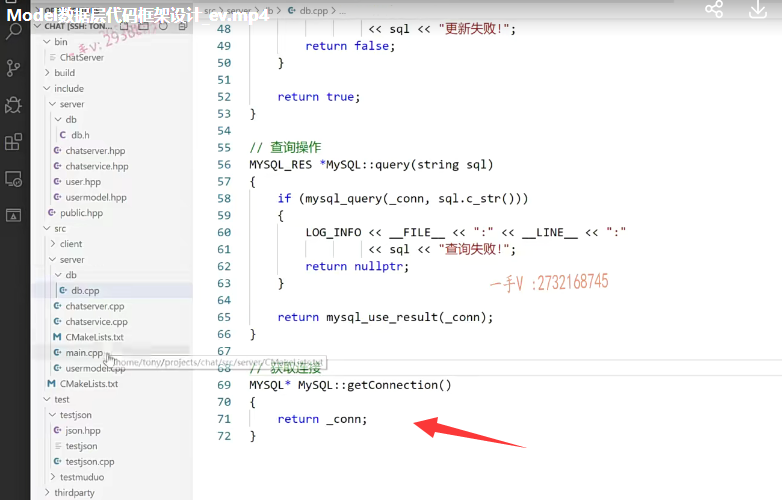 Model数据层代码框架设计_ev.mp4
CHAT [SSH: TON...
bin
ChatServer
build
include
server
db
db.h
chatserver.hpp
chatservice.hpp
user.hpp
usermodel.hpp
public.hpp
src
client
server
db
db.cpp
chatserver.cpp
chatservice.cpp
CMakeLists.txt
main.cpp
usermodel.cpp
CMakeLists.txt
test
testjson
json.hpp
testjson
testjson.cpp
testmuduo
thirdparty
src > server > db > db.cpp > ...
48 << sql << "更新失败!";
49 return false;
50 }
51
52 return true;
53 }
54
55 // 查询操作
56 MYSQL_RES *MySQL::query(string sql)
57 {
58 if (mysql_query(_conn, sql.c_str()))
59 {
60 LOG_INFO << __FILE__ << ":" << __LINE__ << ":"
61 << sql << "查询失败!";
62 return nullptr;
63 }
64
65 return mysql_use_result(_conn);
66 }
67
68 // 获取连接
69 MYSQL* MySQL::getConnection()
70 {
71 return _conn;
72 }
/home/tony/projects/chat/src/server/CMakeLists.txt
一手V :2732168745